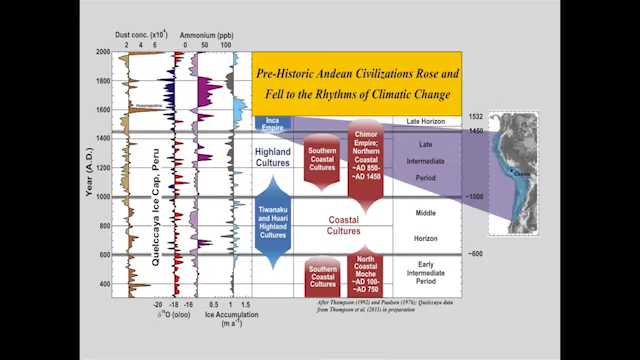 Dust conc. (x10⁴) Ammonium (ppb)
2 4 6 0 50 100
Pre-Historic Andean Civilizations Rose and
Fell to the Rhythms of Climatic Change
Year (A.D.)
2000
1800
1600
1400
1200
1000
800
600
400
Huaynaputina
Quelccaya Ice Cap, Peru
Inca
Empire
Highland
Cultures
Tiwanaku
and Huari
Highland
Cultures
Southern
Coastal
Cultures
Chimor
Empire;
Northern
Coastal
~AD 850-
~AD 1450
Coastal
Cultures
Southern
Coastal
Cultures
North
Coastal
Moche
~AD 100-
~AD 750
Late Horizon
Late
Intermediate
Period
Middle
Horizon
Early
Intermediate
Period
1532
1450
~1000
~600
Cusco
-20 -18 -16 0.5 1 1.5
δ¹⁸O (o/oo) Ice Accumulation
(m a⁻¹)
After Thompson (1992) and Paulsen (1976); Quelccaya data
from Thompson et al. (2011) in preparation